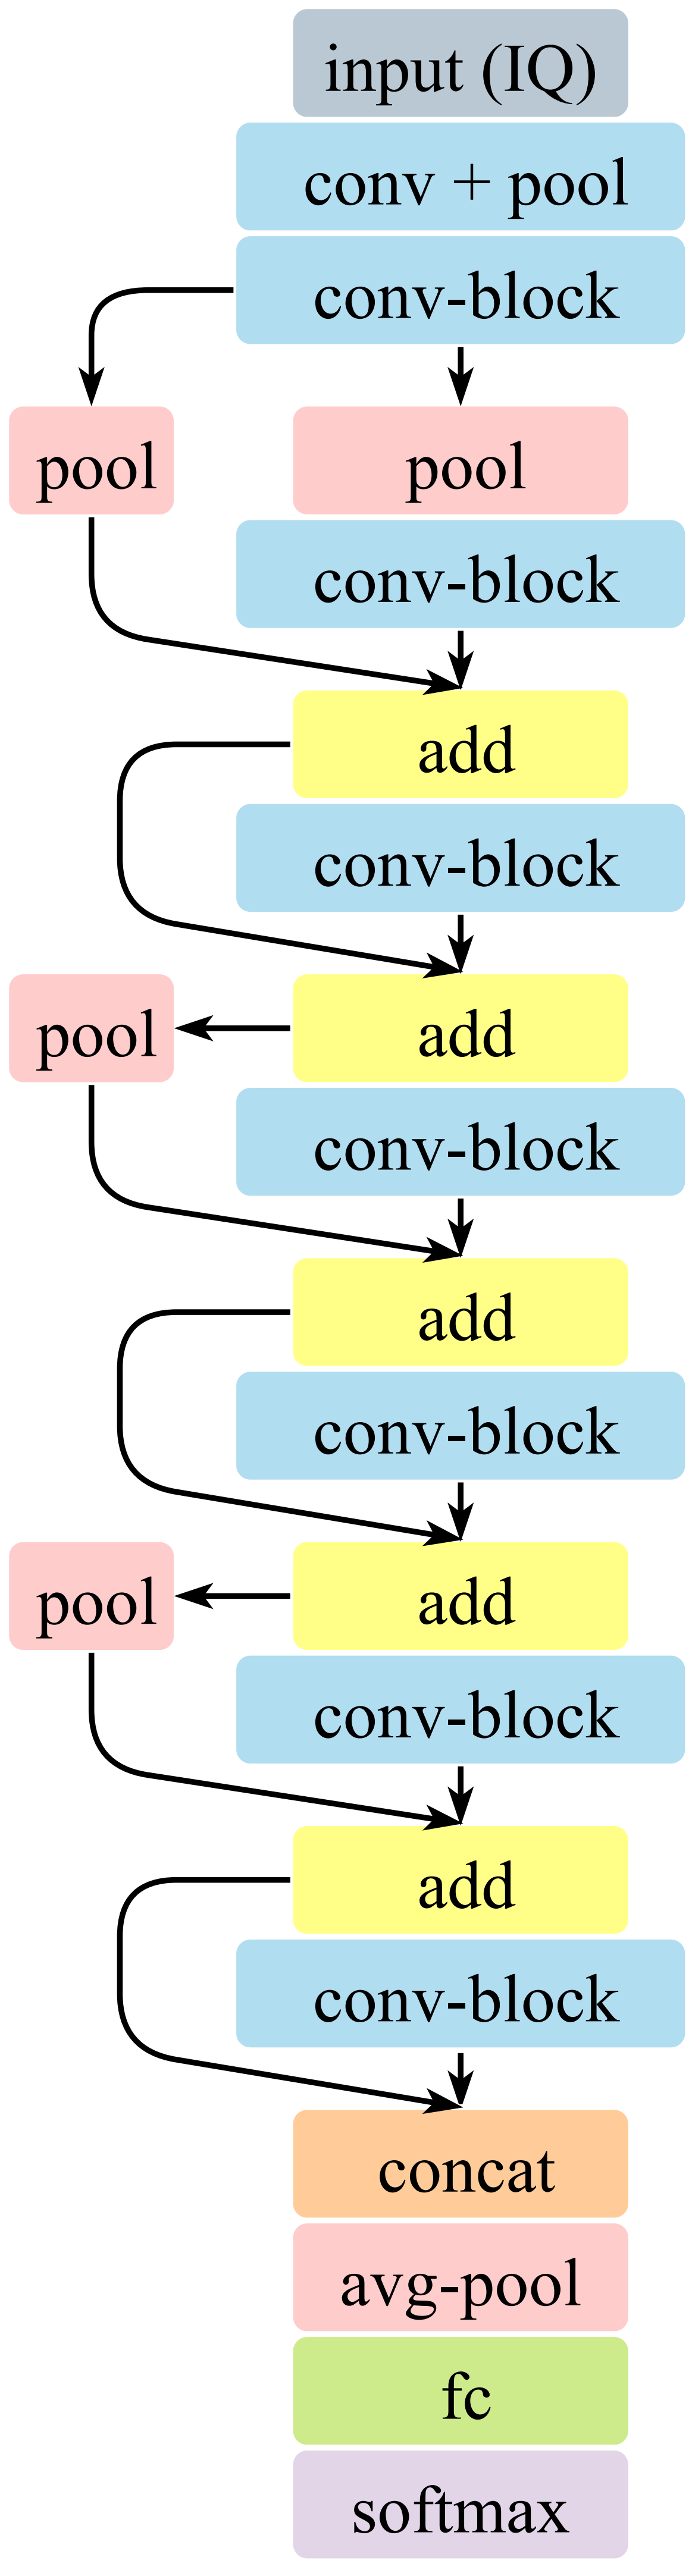 input (IQ)
conv + pool
conv-block
pool
pool
conv-block
add
conv-block
pool
add
conv-block
add
conv-block
pool
add
conv-block
add
conv-block
concat
avg-pool
fc
softmax